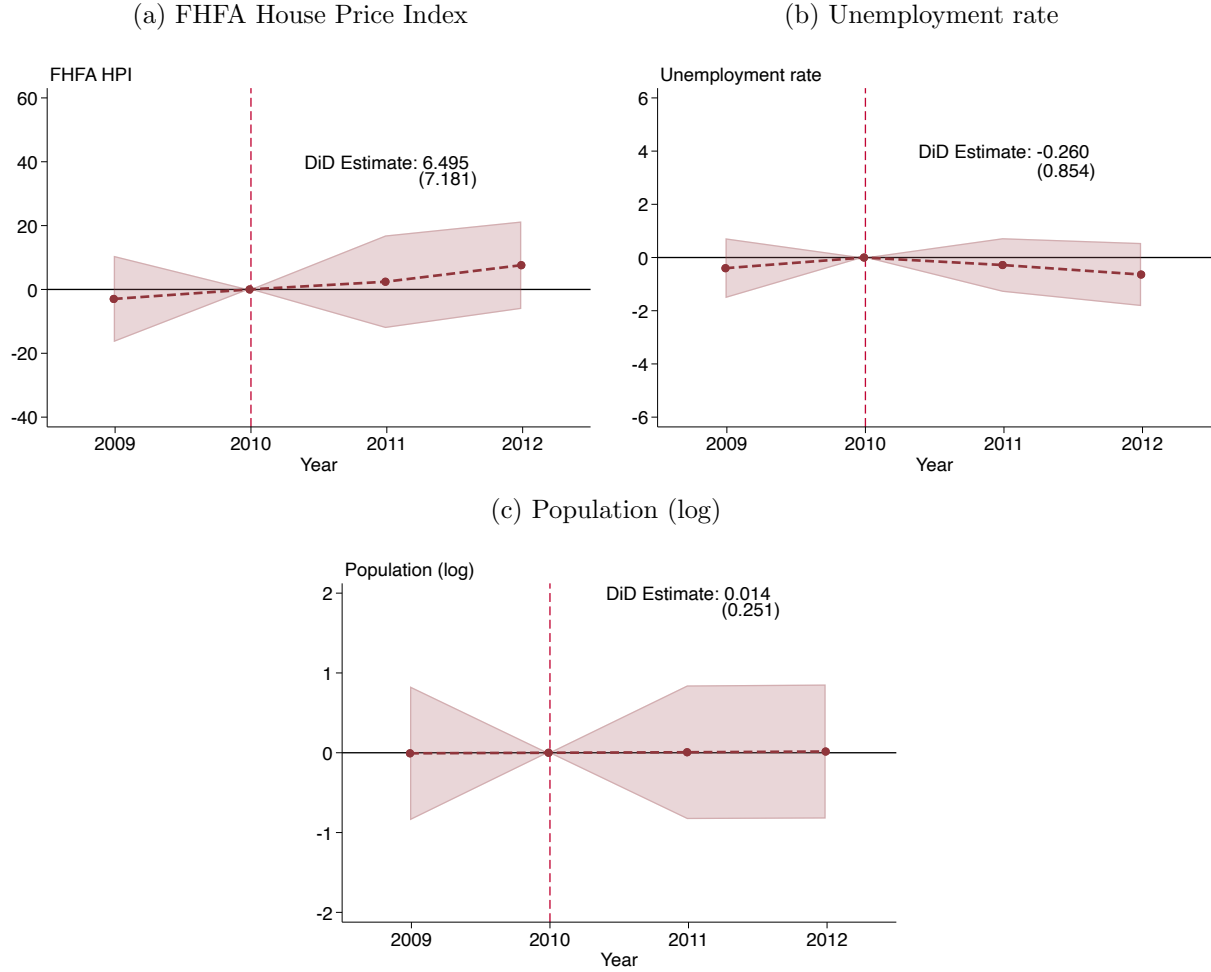 (a) FHFA House Price Index
FHFA HPI
60
40
20
0
-20
-40
DiD Estimate: 6.495
(7.181)
2009 2010 2011 2012
Year
(b) Unemployment rate
Unemployment rate
6
4
2
0
-2
-4
-6
DiD Estimate: -0.260
(0.854)
2009 2010 2011 2012
Year
(c) Population (log)
Population (log)
2
1
0
-1
-2
DiD Estimate: 0.014
(0.251)
2009 2010 2011 2012
Year